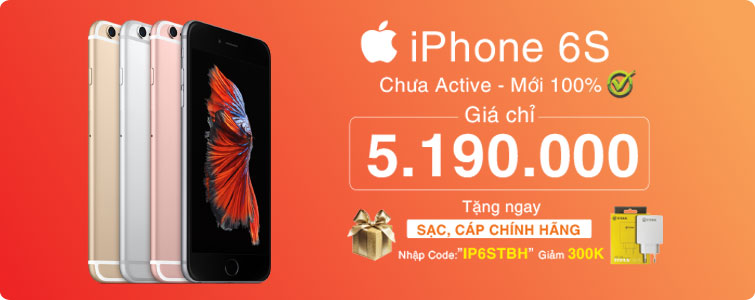 iPhone 6S
Chưa Active - Mới 100%
Giá chỉ
5.190.000
Tặng ngay
SẠC, CÁP CHÍNH HÃNG
Nhập Code:"IP6STBH" Giảm 300K